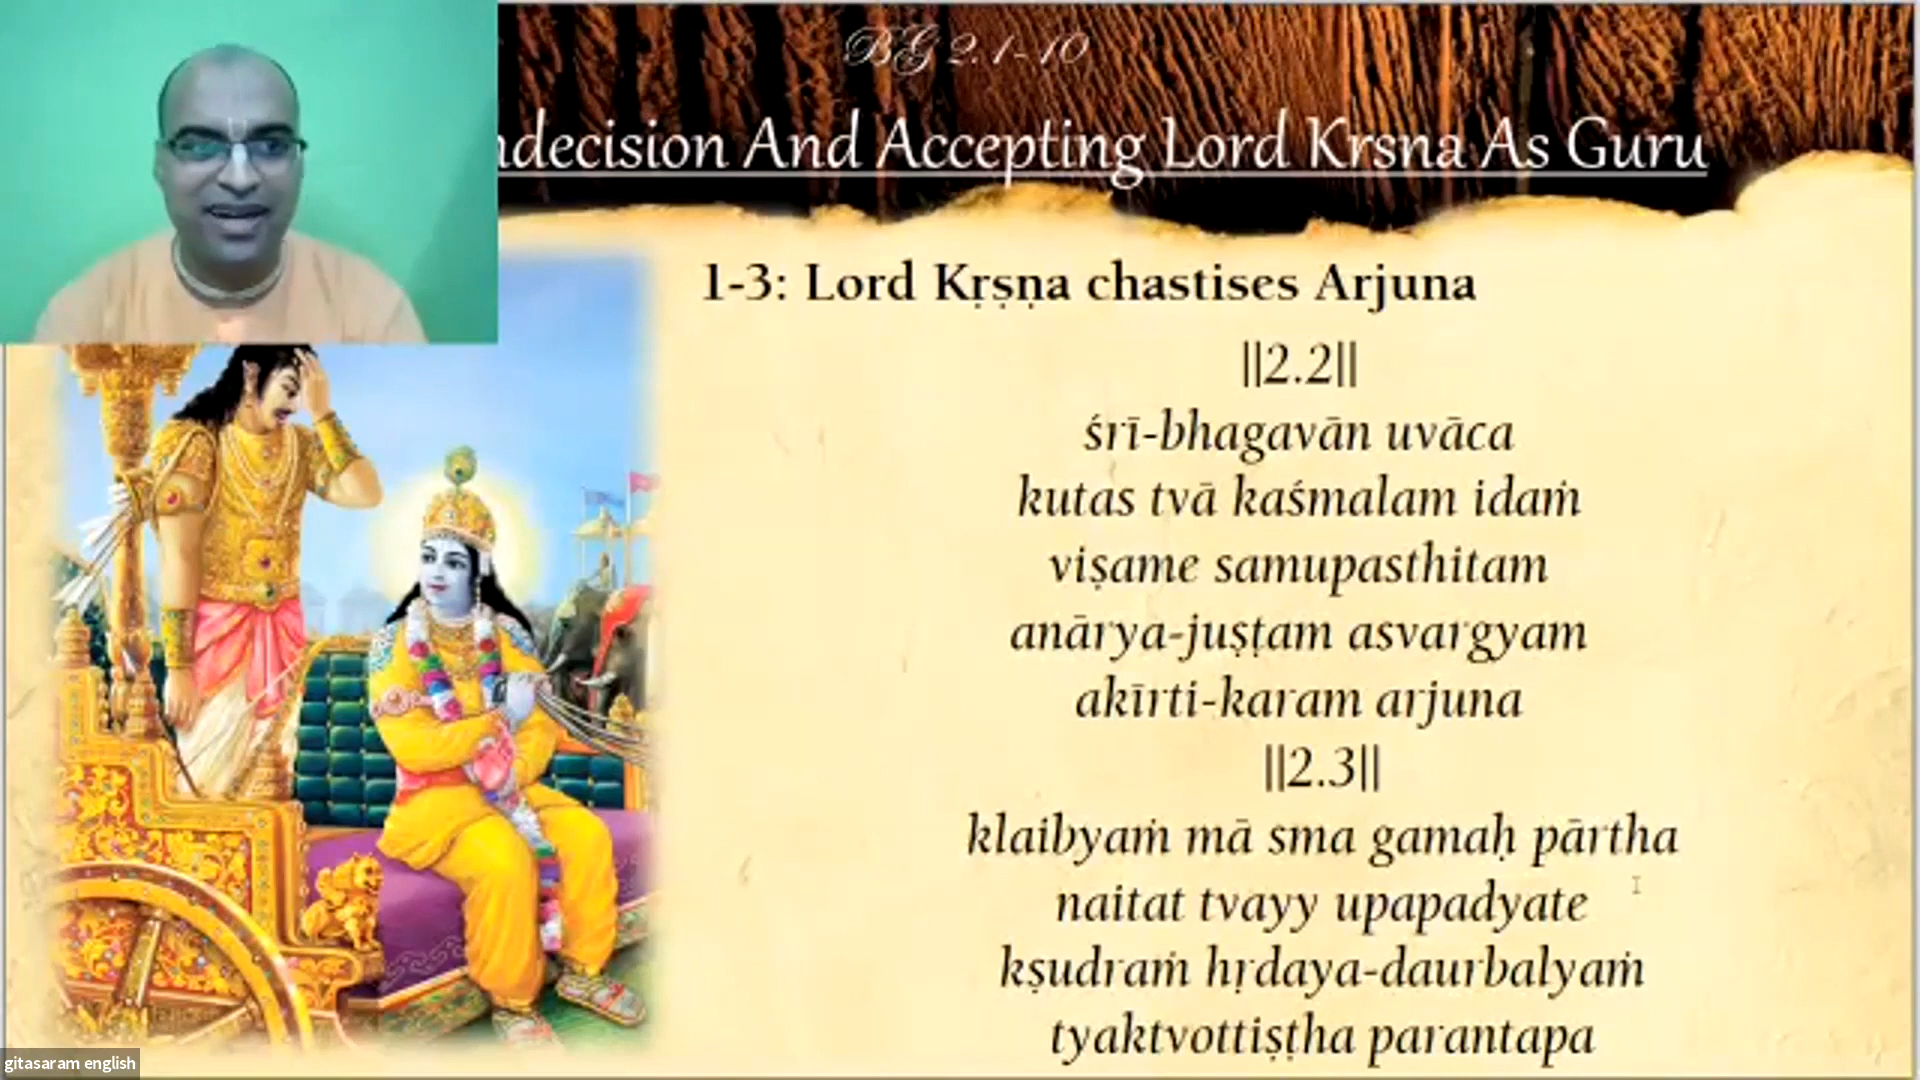 BG 2.1-10
ndecision And Accepting Lord Krsna As Guru
1-3: Lord Kṛṣṇa chastises Arjuna
||2.2||
śrī-bhagavān uvāca
kutas tvā kaśmalam idaṁ
viṣame samupasthitam
anārya-juṣṭam asvargyam
akīrti-karam arjuna
||2.3||
klaibyaṁ mā sma gamaḥ pārtha
naitat tvayy upapadyate
kṣudraṁ hṛdaya-daurbalyaṁ
tyaktvottiṣṭha parantapa
gitasaram english